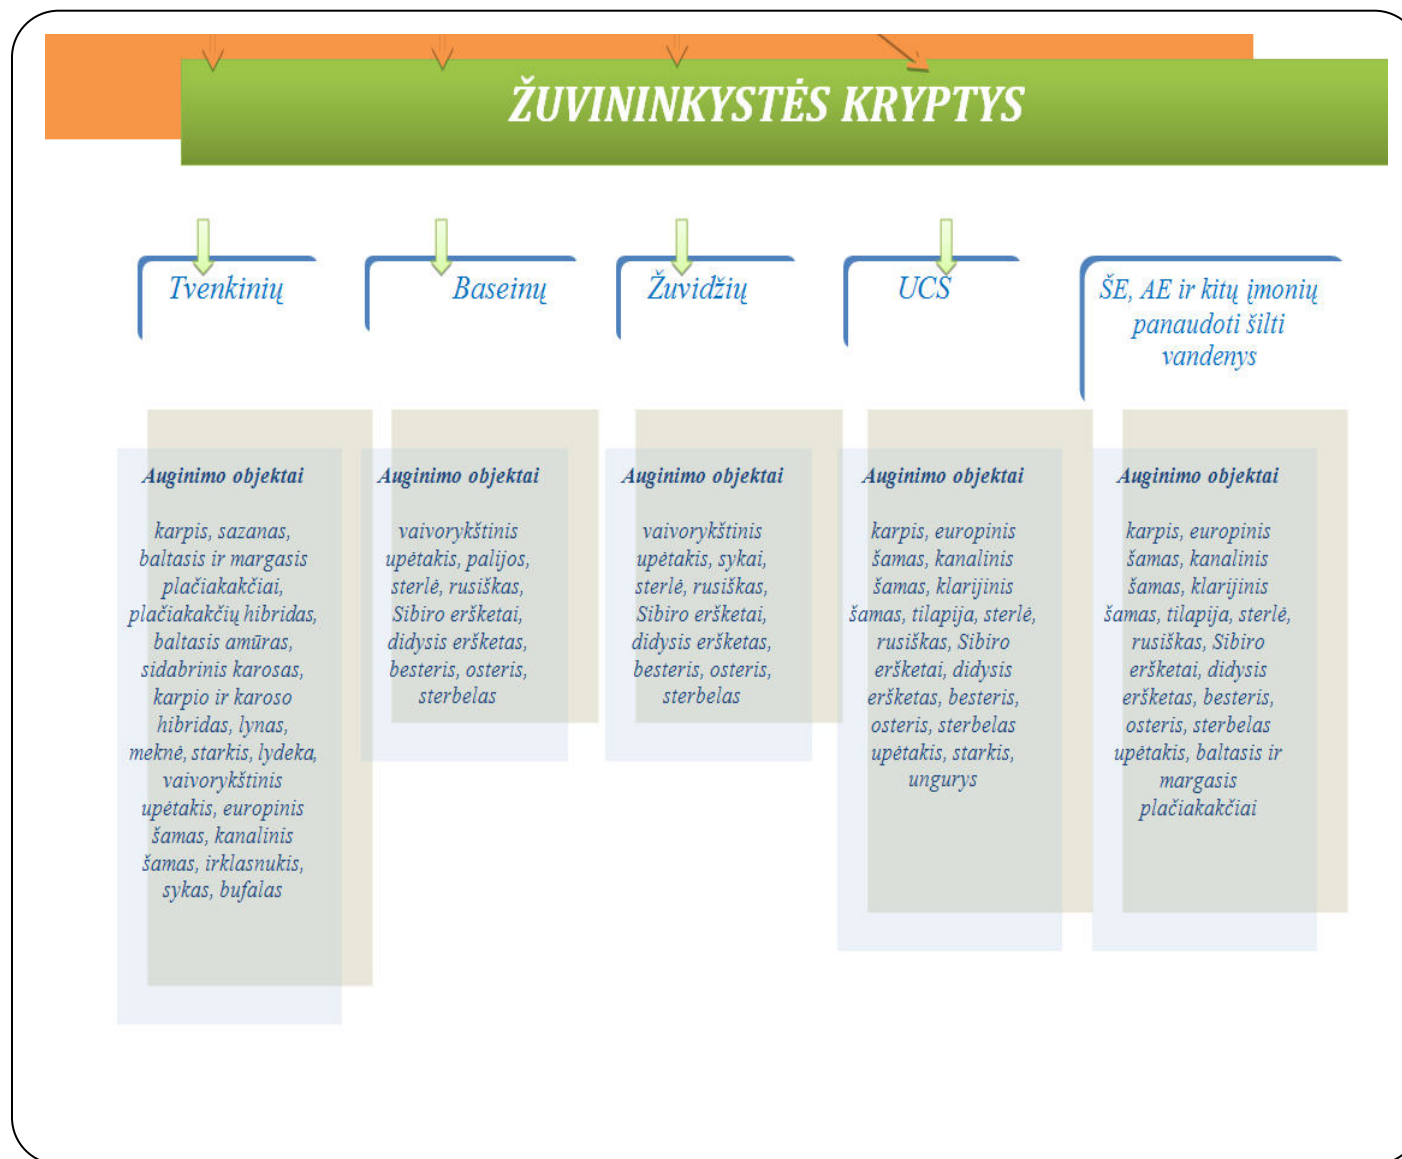 ŽUVININKYSTĖS KRYPTYS
Tvenkinių
Baseinų
Žuvidžių
UCS
ŠE, AE ir kitų įmonių
panaudoti šilti
vandenys
Auginimo objektai
karpis, sazanas,
baltasis ir margasis
plačiakakčiai,
plačiakakčių hibridas,
baltasis amūras,
sidabrinis karosas,
karpio ir karoso
hibridas, lynas,
meknė, starkis, lydeka,
vaivorykštinis
upėtakis, europinis
šamas, kanalinis
šamas, irklasnukis,
sykas, bufalas
Auginimo objektai
vaivorykštinis
upėtakis, palijos,
sterlė, rusiškas,
Sibiro eršketai,
didysis eršketas,
besteris, osteris,
sterbelas
Auginimo objektai
vaivorykštinis
upėtakis, sykai,
sterlė, rusiškas,
Sibiro eršketai,
didysis eršketas,
besteris, osteris,
sterbelas
Auginimo objektai
karpis, europinis
šamas, kanalinis
šamas, klarijinis
šamas, tilapija, sterlė,
rusiškas, Sibiro
eršketai, didysis
eršketas, besteris,
osteris, sterbelas
upėtakis, starkis,
ungurys
Auginimo objektai
karpis, europinis
šamas, kanalinis
šamas, klarijinis
šamas, tilapija, sterlė,
rusiškas, Sibiro
eršketai, didysis
eršketas, besteris,
osteris, sterbelas
upėtakis, baltasis ir
margasis
plačiakakčiai